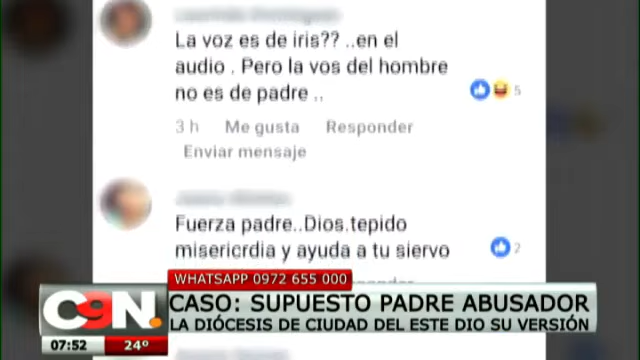 La voz es de iris?? ..en el
audio . Pero la vos del hombre
no es de padre ..
5
3 h Me gusta Responder
Enviar mensaje
Fuerza padre..Dios.tepido
misericrdia y ayuda a tu siervo
2
WHATSAPP 0972 655 000
C9N.
CASO: SUPUESTO PADRE ABUSADOR
LA DIÓCESIS DE CIUDAD DEL ESTE DIO SU VERSIÓN
07:52 24º